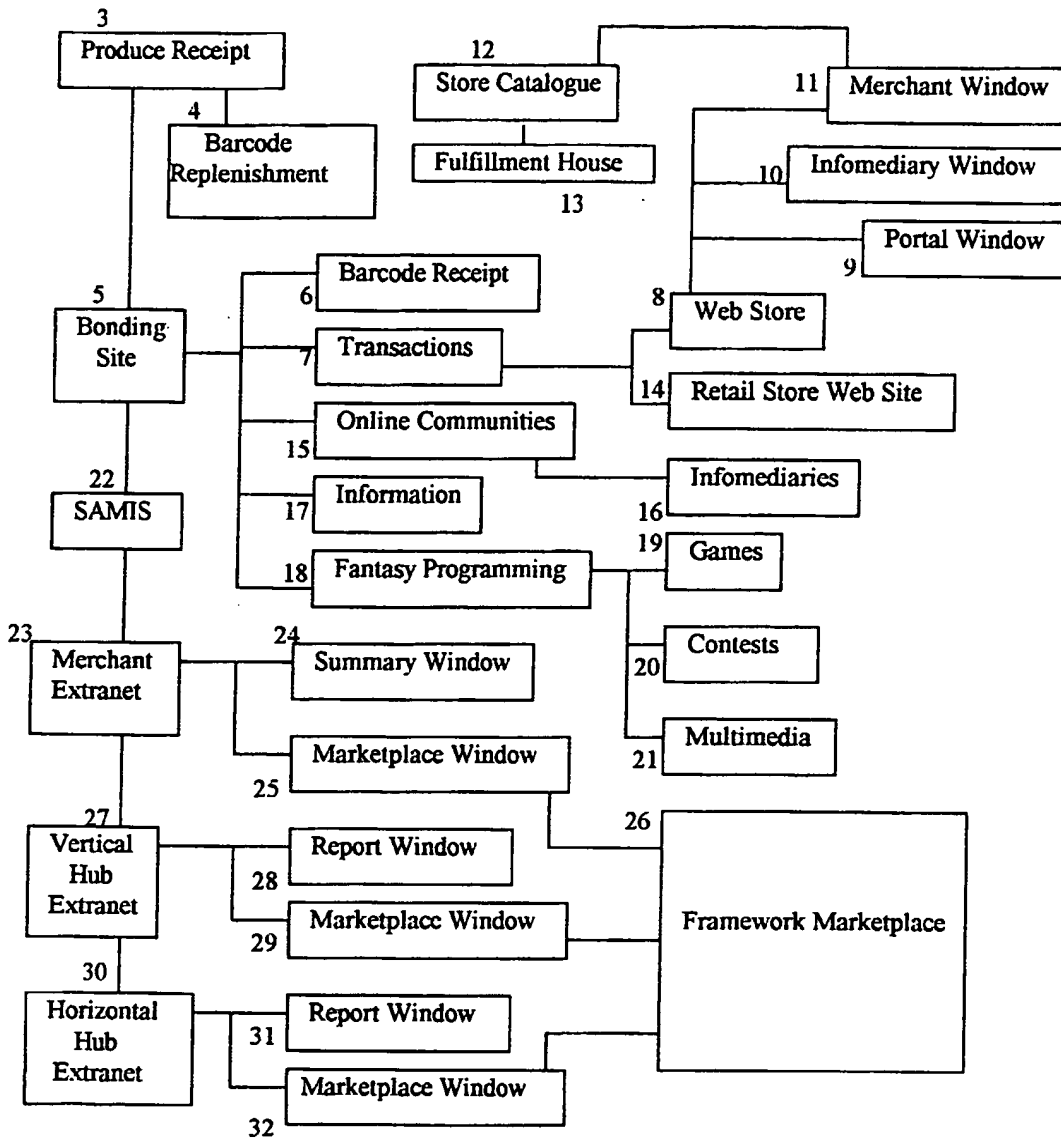 3
Produce Receipt
4
Barcode
Replenishment
12
Store Catalogue
Fulfillment House
13
11
Merchant Window
10
Infomediary Window
Portal Window
9
5
Bonding
Site
6
Barcode Receipt
7
Transactions
8
Web Store
14
Retail Store Web Site
15
Online Communities
16
Infomediaries
17
Information
18
Fantasy Programming
19
Games
20
Contests
21
Multimedia
22
SAMIS
23
Merchant
Extranet
24
Summary Window
Marketplace Window
25
26
Framework Marketplace
27
Vertical
Hub
Extranet
Report Window
28
Marketplace Window
29
30
Horizontal
Hub
Extranet
Report Window
31
Marketplace Window
32